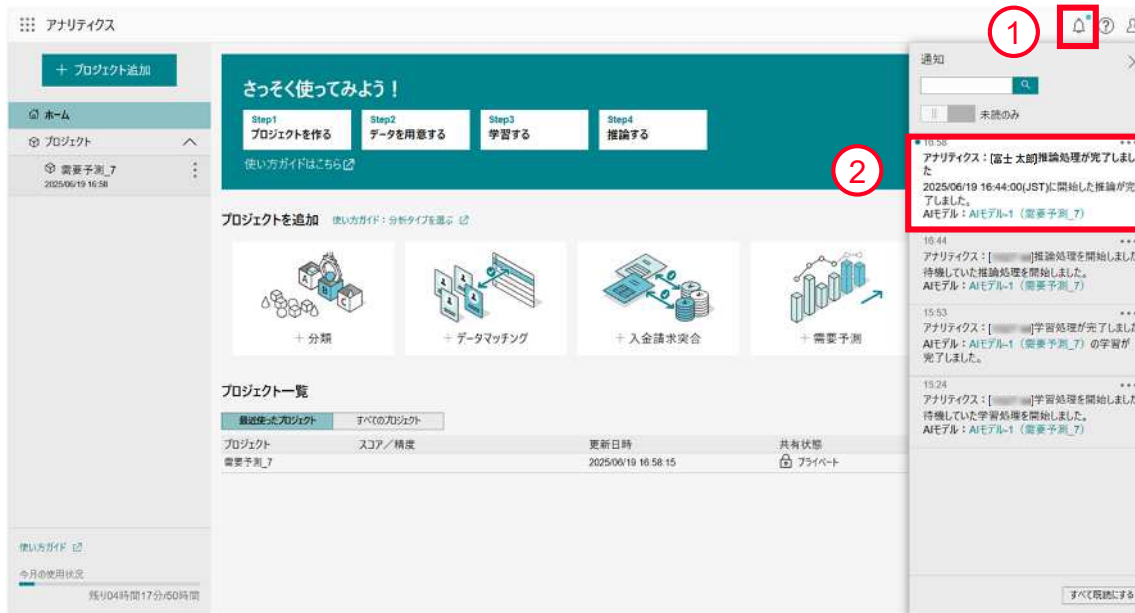 アナリティクス
1
＋ プロジェクト追加
ホーム
プロジェクト
需要予測_7
2025/06/19 16:58
さっそく使ってみよう！
Step1
プロジェクトを作る
Step2
データを用意する
Step3
学習する
Step4
推論する
使い方ガイドはこちら
プロジェクトを追加 使い方ガイド：分析タイプを選ぶ
A B C
＋分類
＋データマッチング
＋入金請求突合
＋需要予測
プロジェクト一覧
最近使ったプロジェクト すべてのプロジェクト
プロジェクト スコア／精度 更新日時 共有状態
需要予測_7 2025/06/19 16:58:15 プライベート
使い方ガイド
今月の使用状況
残り04時間17分/50時間
通知
未読のみ
2
16:58
アナリティクス：[富士 太郎]推論処理が完了しまし
た
2025/06/19 16:44:00(JST)に開始した推論が完
了しました。
AIモデル：AIモデル-1（需要予測_7）
16:44
アナリティクス：[ ]推論処理を開始しました
待機していた推論処理を開始しました。
AIモデル：AIモデル-1（需要予測_7）
15:53
アナリティクス：[ ]学習処理が完了しました
AIモデル：AIモデル-1（需要予測_7）の学習が
完了しました。
15:24
アナリティクス：[ ]学習処理を開始しました
待機していた学習処理を開始しました。
AIモデル：AIモデル-1（需要予測_7）
すべて既読にする